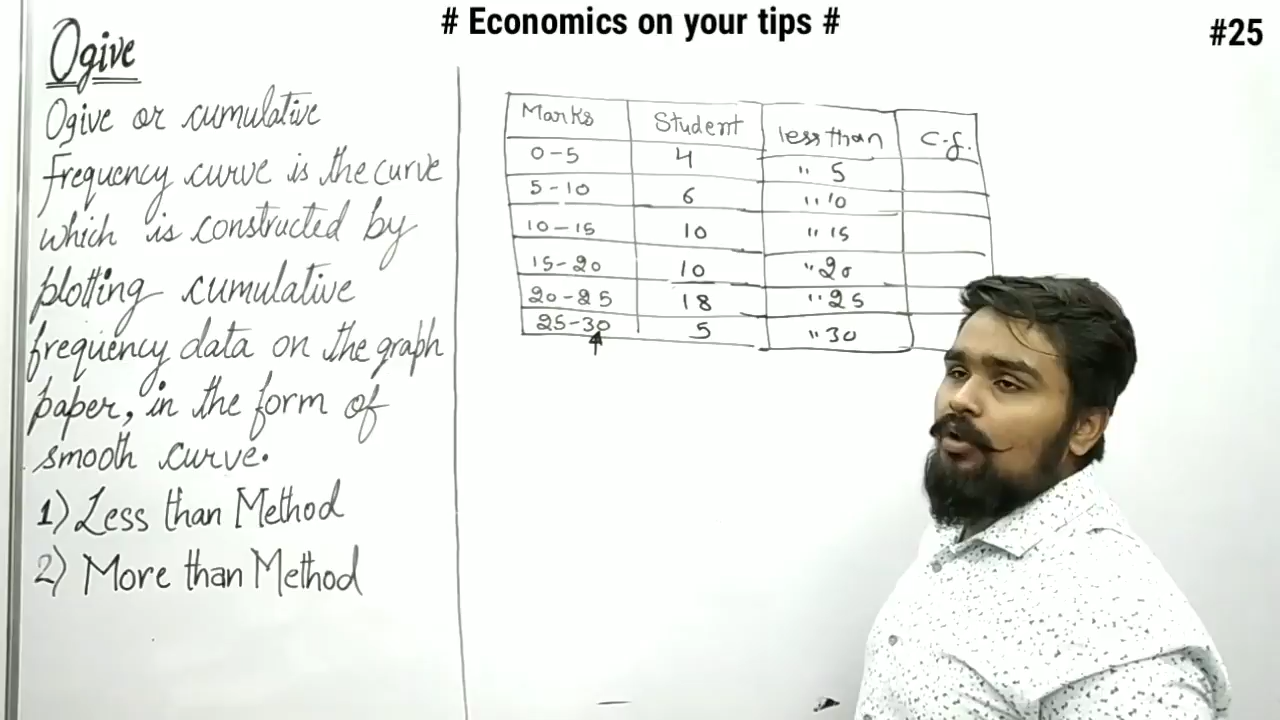 # Economics on your tips #
#25
Ogive
Ogive or cumulative
Frequency curve is the curve
which is constructed by
plotting cumulative
frequency data on the graph
paper, in the form of
smooth curve.
1) Less than Method
2) More than Method
Marks Student less than C.f.
0-5 4 " 5
5-10 6 " 10
10-15 10 " 15
15-20 10 " 20
20-25 18 " 25
25-30 5 " 30